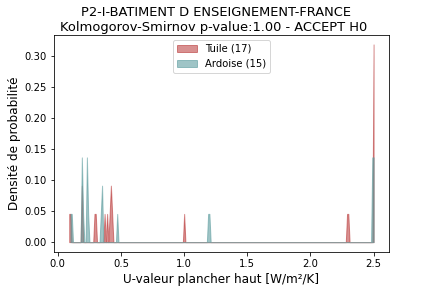 P2-I-BATIMENT D ENSEIGNEMENT-FRANCE
Kolmogorov-Smirnov p-value:1.00 - ACCEPT H0
Tuile (17)
Ardoise (15)
Densité de probabilité
0.30
0.25
0.20
0.15
0.10
0.05
0.00
0.0 0.5 1.0 1.5 2.0 2.5
U-valeur plancher haut [W/m²/K]